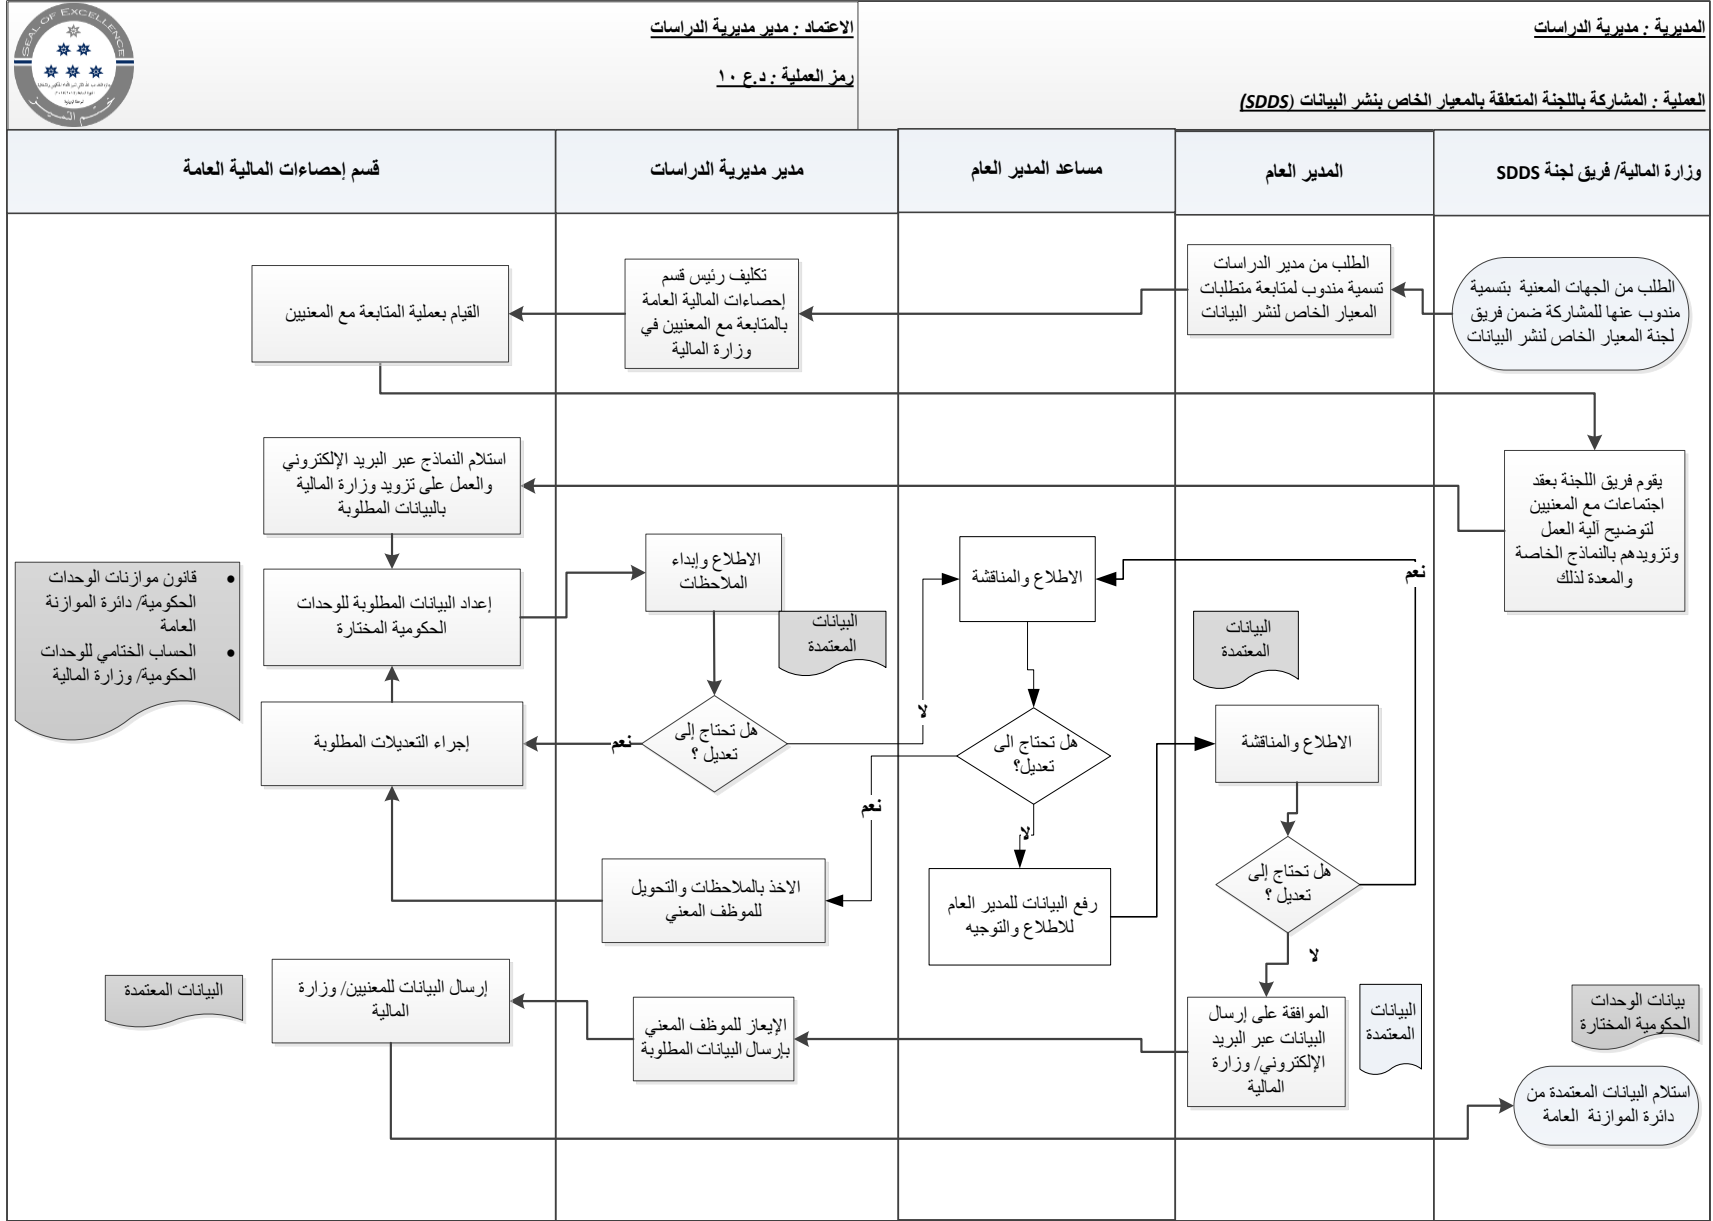 المديرية : مديرية الدراسات
العملية : المشاركة باللجنة المتعلقة بالمعيار الخاص بنشر البيانات (SDDS)
الاعتماد : مدير مديرية الدراسات
رمز العملية : د.ع ١٠
SEAL OF EXCELLENCE
ختم التميز
وزارة المالية/ فريق لجنة SDDS
المدير العام
مساعد المدير العام
مدير مديرية الدراسات
قسم إحصاءات المالية العامة
الطلب من الجهات المعنية بتسمية
مندوب عنها للمشاركة ضمن فريق
لجنة المعيار الخاص لنشر البيانات
الطلب من مدير الدراسات
تسمية مندوب لمتابعة متطلبات
المعيار الخاص لنشر البيانات
تكليف رئيس قسم
إحصاءات المالية العامة
بالمتابعة مع المعنيين في
وزارة المالية
القيام بعملية المتابعة مع المعنيين
يقوم فريق اللجنة بعقد
اجتماعات مع المعنيين
لتوضيح آلية العمل
وتزويدهم بالنماذج الخاصة
والمعدة لذلك
استلام النماذج عبر البريد الإلكتروني
والعمل على تزويد وزارة المالية
بالبيانات المطلوبة
إعداد البيانات المطلوبة للوحدات
الحكومية المختارة
• قانون موازنات الوحدات
الحكومية/ دائرة الموازنة
العامة
• الحساب الختامي للوحدات
الحكومية/ وزارة المالية
الاطلاع وإبداء
الملاحظات
البيانات
المعتمدة
هل تحتاج إلى
تعديل ؟
نعم
إجراء التعديلات المطلوبة
لا
الاطلاع والمناقشة
هل تحتاج الى
تعديل؟
نعم
الاخذ بالملاحظات والتحويل
للموظف المعني
لا
رفع البيانات للمدير العام
للاطلاع والتوجيه
البيانات
المعتمدة
الاطلاع والمناقشة
هل تحتاج إلى
تعديل ؟
نعم
لا
الموافقة على إرسال
البيانات عبر البريد
الإلكتروني/ وزارة
المالية
البيانات
المعتمدة
الإيعاز للموظف المعني
بإرسال البيانات المطلوبة
إرسال البيانات للمعنيين/ وزارة
المالية
البيانات المعتمدة
بيانات الوحدات
الحكومية المختارة
استلام البيانات المعتمدة من
دائرة الموازنة العامة